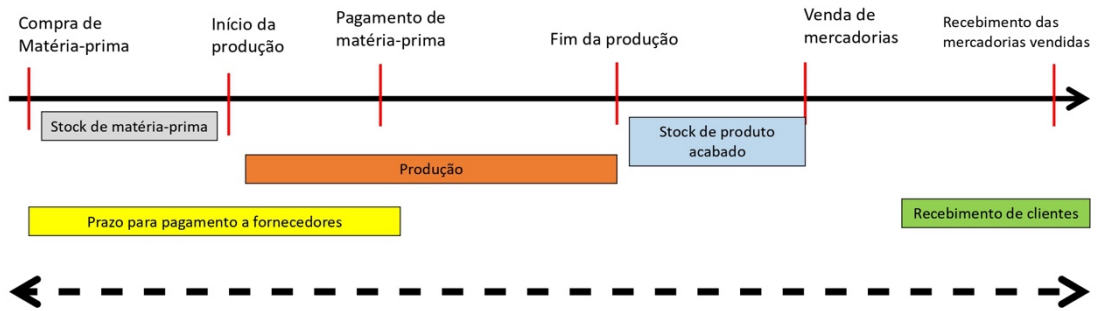 Compra de
Matéria-prima
Início da
produção
Pagamento de
matéria-prima
Fim da produção
Venda de
mercadorias
Recebimento das
mercadorias vendidas
Stock de matéria-prima
Stock de produto
acabado
Produção
Prazo para pagamento a fornecedores
Recebimento de clientes